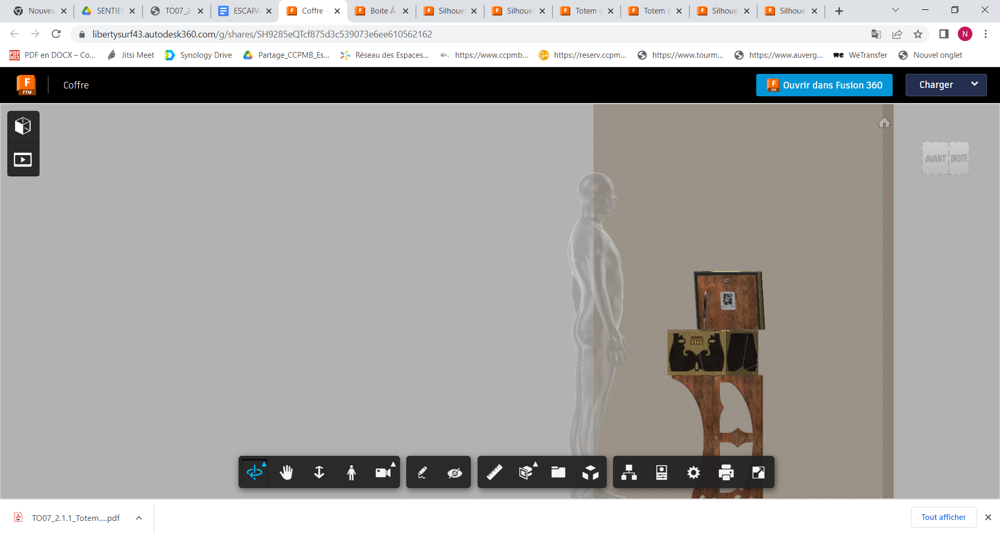 Nouvea
SENTIE
TO07_2.
ESCAPA
Coffre -
Boite Ã
Silhoue
Silhoue
Totem c
Totem c
Silhoue
Silhoue
libertysurf43.autodesk360.com/g/shares/SH9285eQTcf875d3c539073e6ee610562162
N
PDF en DOCX – Co...
Jitsi Meet
Synology Drive
Partage_CCPMB_Es...
Réseau des Espaces...
https://www.ccpmb...
https://reserv.ccpm...
https://www.tourm...
https://www.auverg...
WeTransfer
Nouvel onglet
F
FTM
Coffre
Ouvrir dans Fusion 360
Charger
AVANT
DROITE
TO07_2.1.1_Totem....pdf
Tout afficher